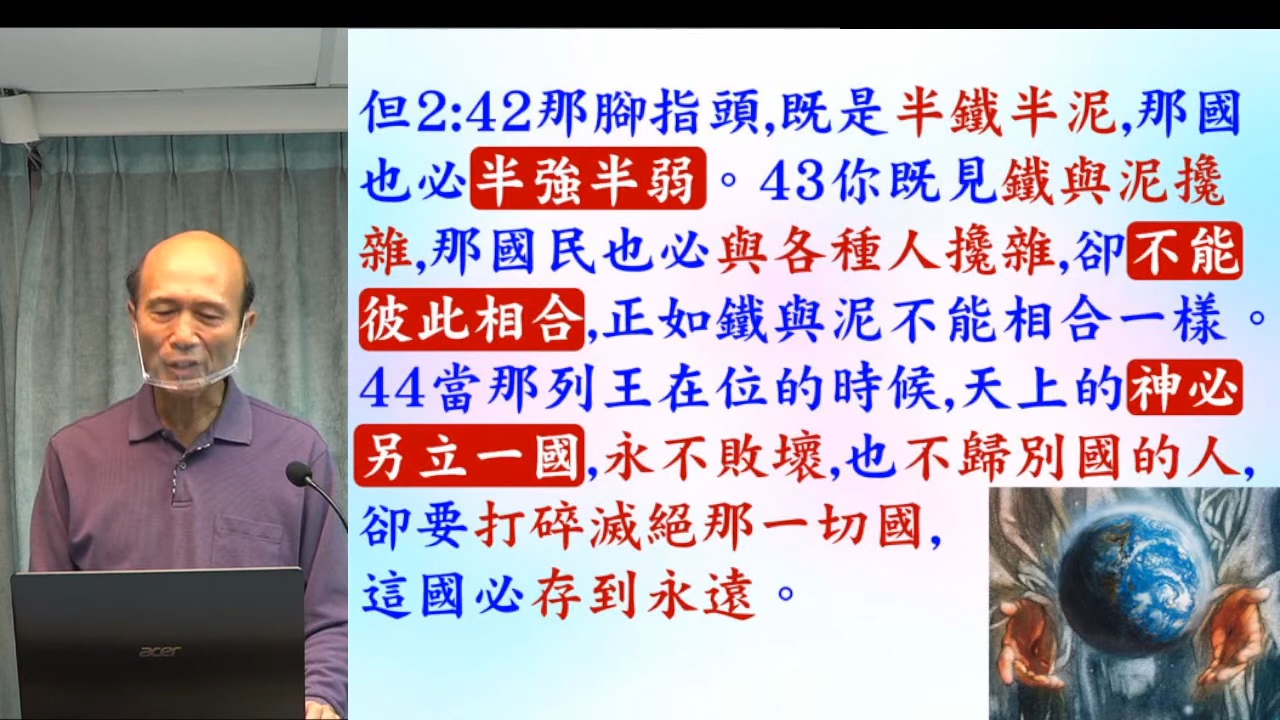 但2:42那腳指頭,既是半鐵半泥,那國
也必半強半弱。43你既見鐵與泥攙
雜,那國民也必與各種人攙雜,卻不能
彼此相合,正如鐵與泥不能相合一樣。
44當那列王在位的時候,天上的神必
另立一國,永不敗壞,也不歸別國的人,
卻要打碎滅絕那一切國,
這國必存到永遠。
acer